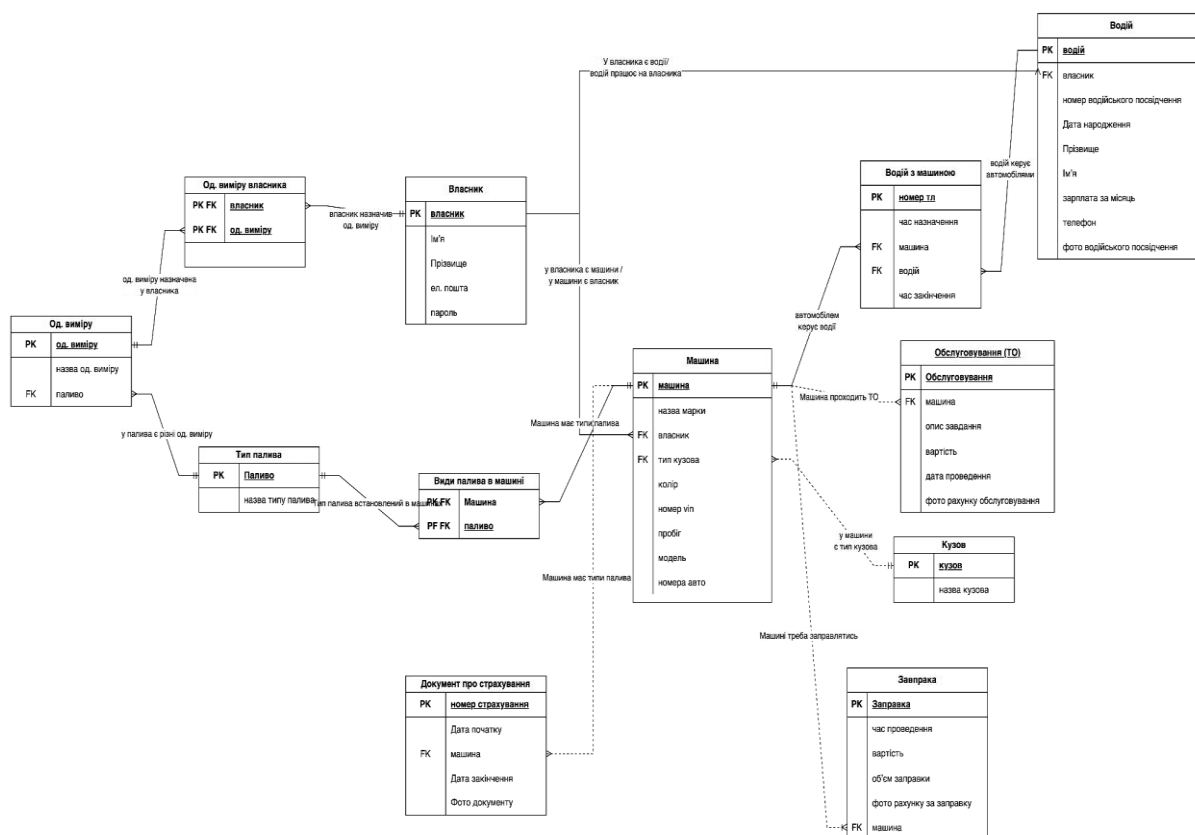 Водій
PK водій
FK власник
номер водійського посвідчення
Дата народження
Прізвище
Ім'я
зарплата за місяць
телефон
фото водійського посвідчення
У власника є водії/
водій працює на власника
водій керує
автомобілями
Водій з машиною
PK номер тл
час назначення
FK машина
FK водій
час закінчення
Од. виміру власника
PK FK власник
PK FK од. виміру
власник назначив
од. виміру
Власник
PK власник
Ім'я
Прізвище
ел. пошта
пароль
у власника є машини /
у машини є власник
од. виміру назначена
у власника
Од. виміру
PK од. виміру
назва од. виміру
FK паливо
автомобілем
керує водії
Обслуговування (ТО)
PK Обслуговування
FK машина
опис завдання
вартість
дата проведення
фото рахунку обслуговування
Машина проходить ТО
Машина
PK машина
назва марки
FK власник
FK тип кузова
колір
номер vin
пробіг
модель
номера авто
Машина має типи палива
у палива є різні од. виміру
Тип палива
PK Паливо
назва типу палива
Тип палива встановлений в машинах
Види палива в машині
PK FK Машина
PF FK паливо
у машини
є тип кузова
Кузов
PK кузов
назва кузова
Машина має типи палива
Машині треба заправлятись
Документ про страхування
PK номер страхування
Дата початку
FK машина
Дата закінчення
Фото документу
Завпрака
PK Заправка
час проведення
вартість
об'єм заправки
фото рахунку за заправку
FK машина